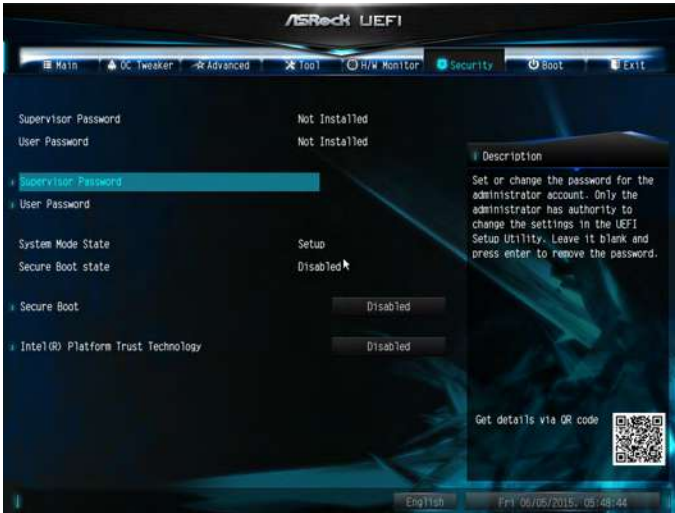 ASRock UEFI
Main OC Tweaker Advanced Tool H/W Monitor Security Boot Exit
Supervisor Password Not Installed
User Password Not Installed
Supervisor Password
User Password
System Mode State Setup
Secure Boot state Disabled
Secure Boot Disabled
Intel(R) Platform Trust Technology Disabled
Description
Set or change the password for the
administrator account. Only the
administrator has authority to
change the settings in the UEFI
Setup Utility. Leave it blank and
press enter to remove the password.
Get details via QR code
English Fri 06/05/2015, 05:48:44